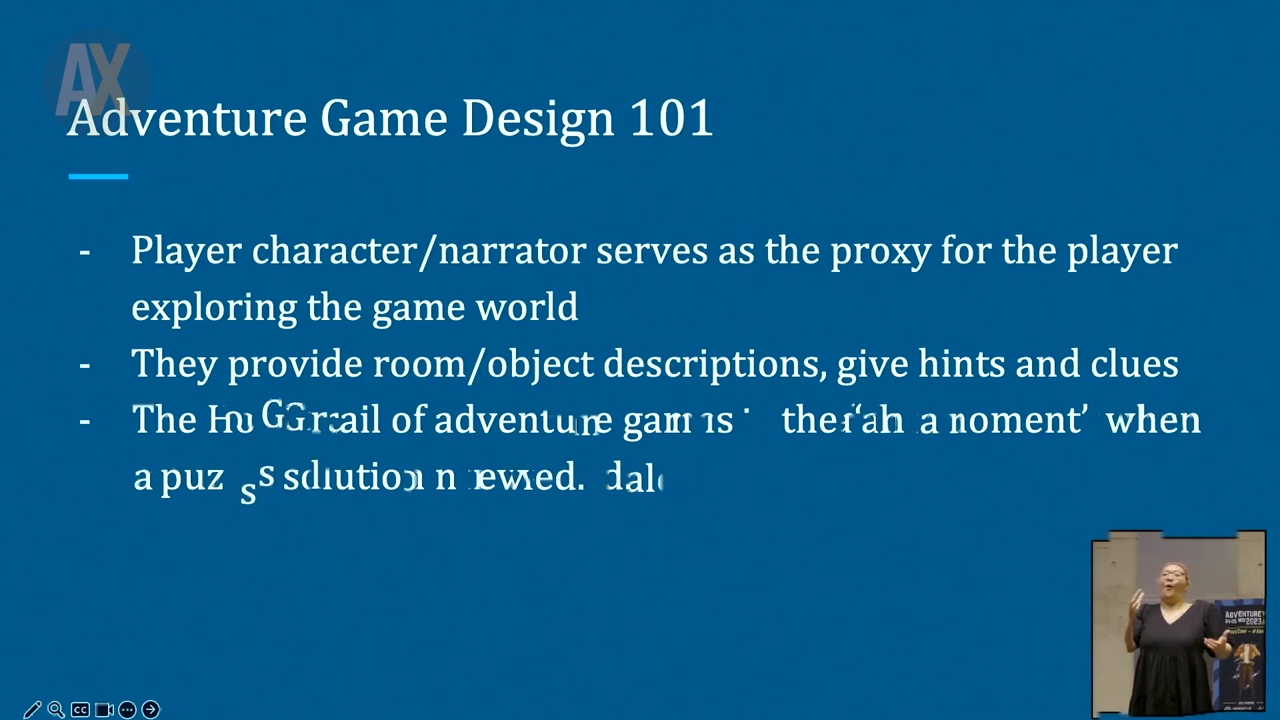 AX
Adventure Game Design 101
- Player character/narrator serves as the proxy for the player
exploring the game world
- They provide room/object descriptions, give hints and clues
- The of adventure moment’ when
a
CC